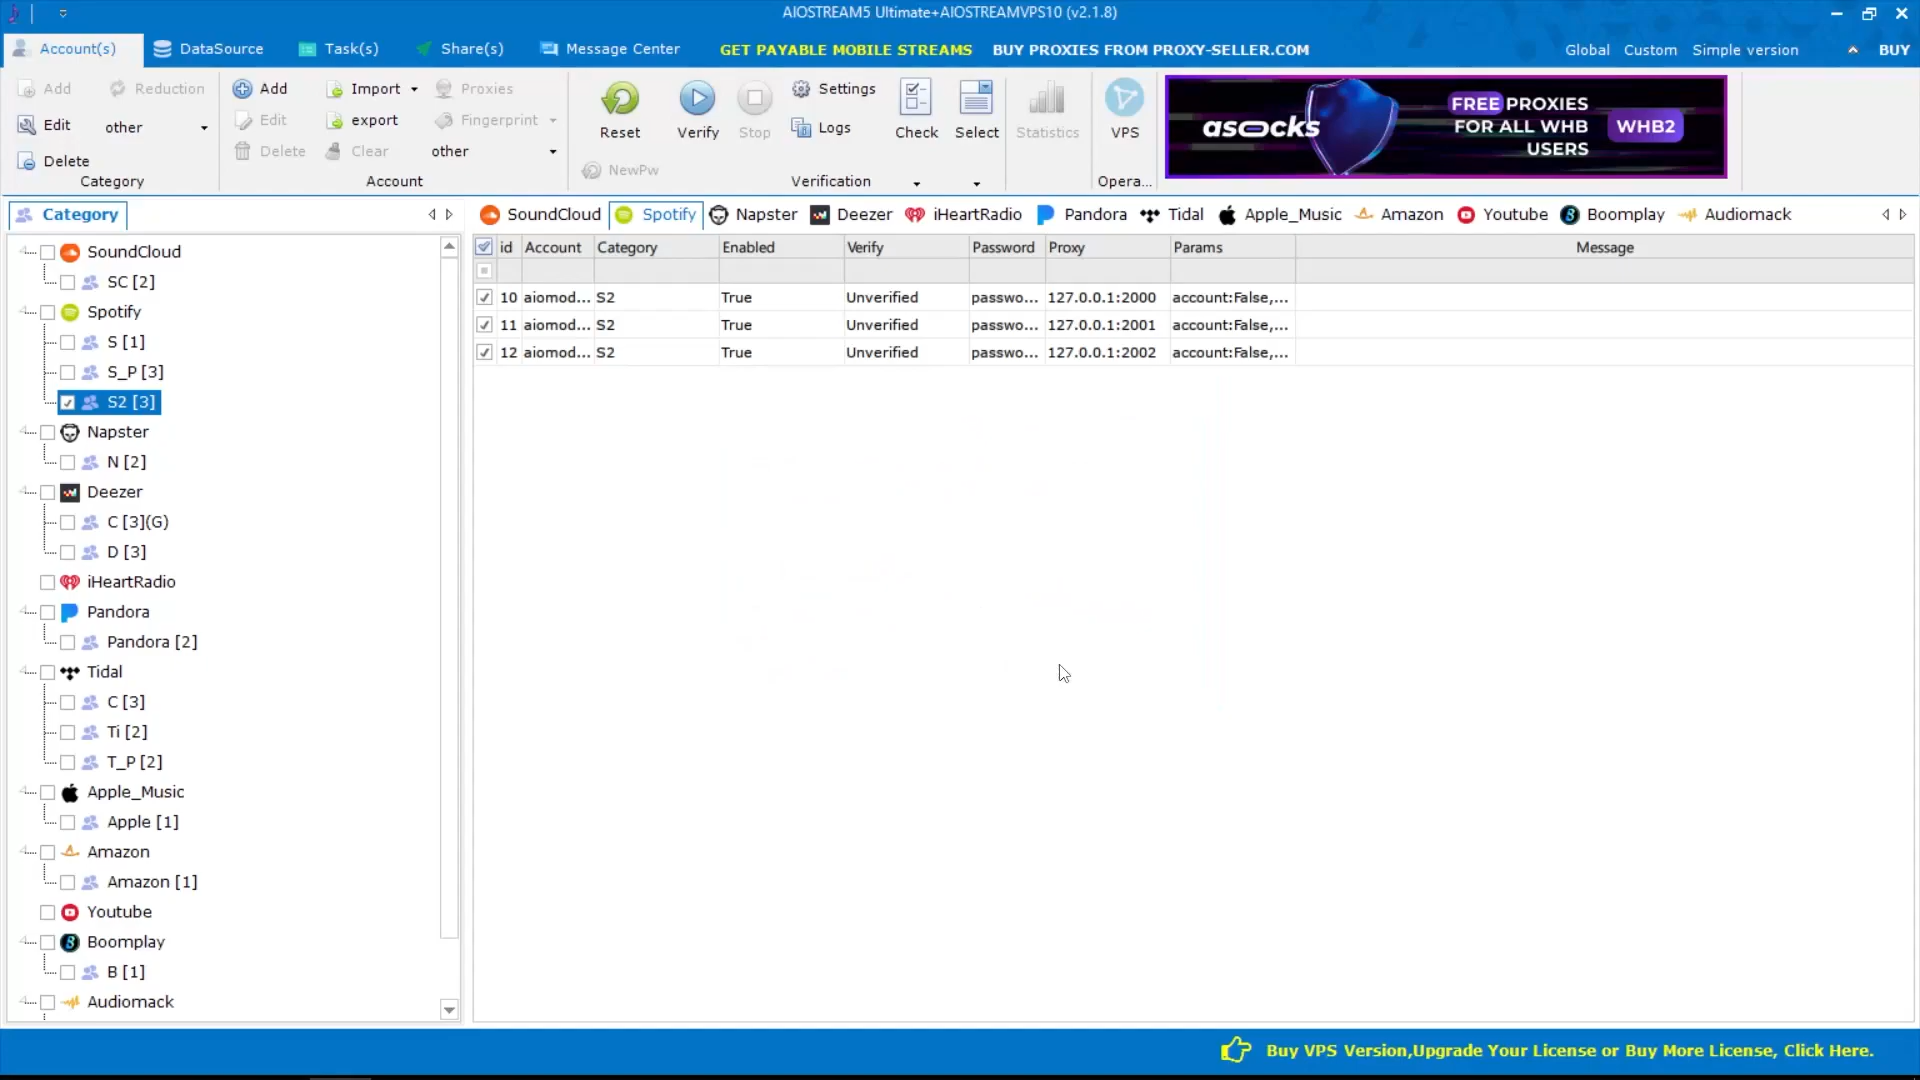 AIOSTREAM5 Ultimate+AIOSTREAMVPS10 (v2.1.8)
Account(s) DataSource Task(s) Share(s) Message Center GET PAYABLE MOBILE STREAMS BUY PROXIES FROM PROXY-SELLER.COM Global Custom Simple version BUY
Add Reduction Add Import Proxies Settings
Edit other Edit export Fingerprint Reset Verify Stop Logs Check Select Statistics VPS
Delete Delete Clear other NewPw
Category Account Verification Opera...
asocks FREE PROXIES
FOR ALL WHB
USERS
WHB2
Category
SoundCloud Spotify Napster Deezer iHeartRadio Pandora Tidal Apple_Music Amazon Youtube Boomplay Audiomack
SoundCloud
SC [2]
Spotify
S [1]
S_P [3]
S2 [3]
Napster
N [2]
Deezer
C [3](G)
D [3]
iHeartRadio
Pandora
Pandora [2]
Tidal
C [3]
Ti [2]
T_P [2]
Apple_Music
Apple [1]
Amazon
Amazon [1]
Youtube
Boomplay
B [1]
Audiomack
id Account Category Enabled Verify Password Proxy Params Message
10 aiomod... S2 True Unverified passwo... 127.0.0.1:2000 account:False,...
11 aiomod... S2 True Unverified passwo... 127.0.0.1:2001 account:False,...
12 aiomod... S2 True Unverified passwo... 127.0.0.1:2002 account:False,...
Buy VPS Version,Upgrade Your License or Buy More License, Click Here.